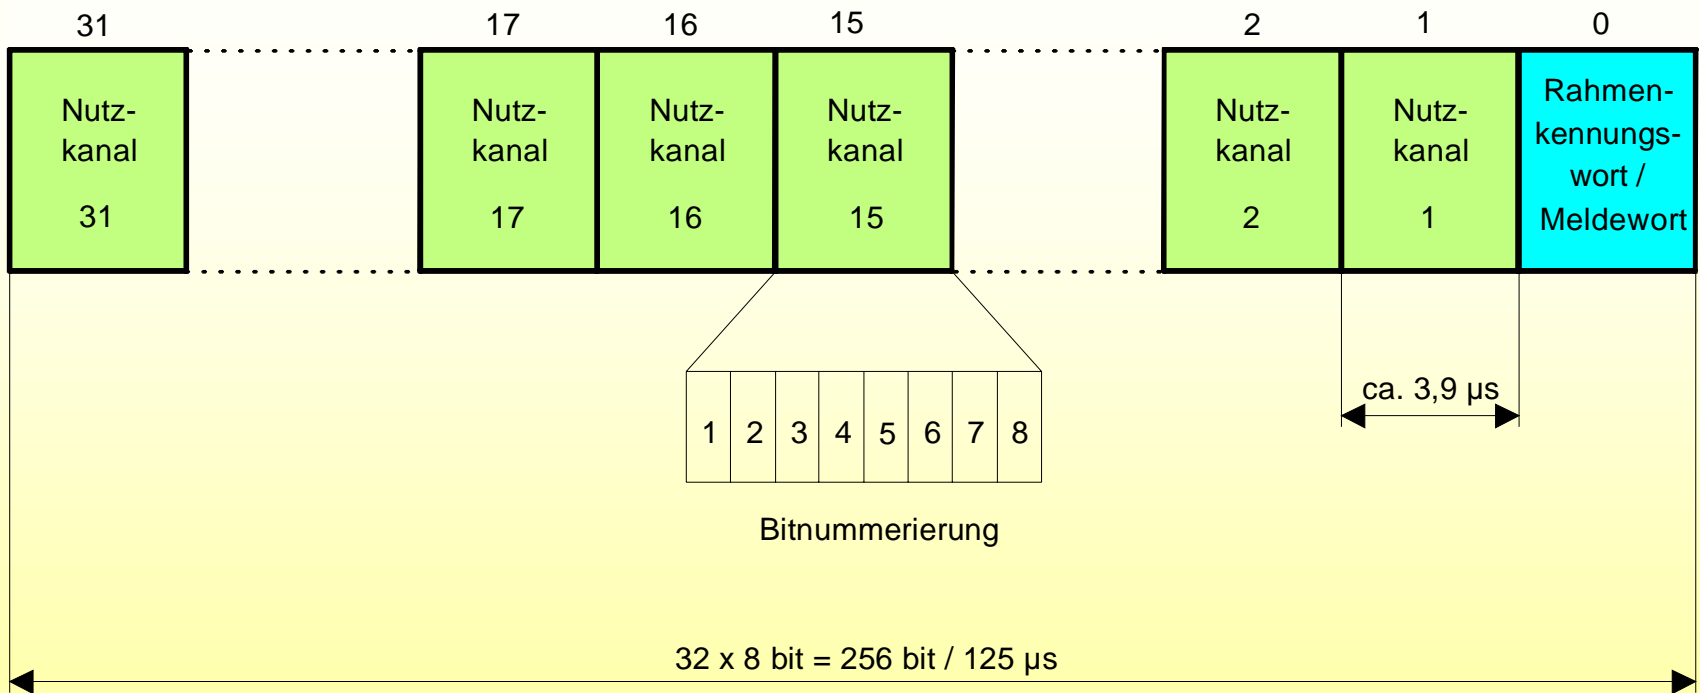 31 17 16 15 2 1 0
Nutz-
kanal
31
Nutz-
kanal
17
Nutz-
kanal
16
Nutz-
kanal
15
Nutz-
kanal
2
Nutz-
kanal
1
Rahmen-
kennungs-
wort /
Meldewort
ca. 3,9 µs
1 2 3 4 5 6 7 8
Bitnummerierung
32 x 8 bit = 256 bit / 125 µs